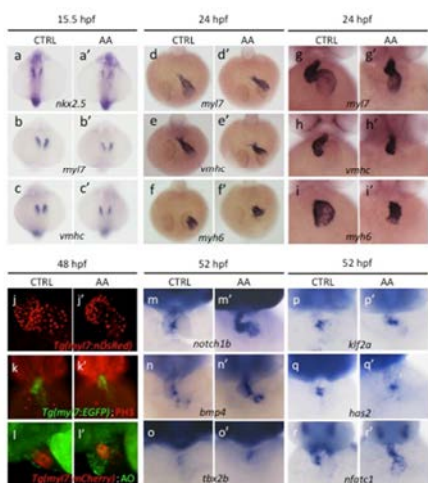 15.5 hpf 24 hpf 24 hpf
CTRL AA CTRL AA CTRL AA
a a' d d' g g'
nkx2.5 myl7 myl7
b b' e e' h h'
myl7 vmhc vmhc
c c' f f' i i'
vmhc myh6 myh6
48 hpf 52 hpf 52 hpf
CTRL AA CTRL AA CTRL AA
j j' m m' p p'
Tg(myl7:nDsRed) notch1b klf2a
k k' n n' q q'
Tg(myl7:EGFP);PH3 bmp4 has2
l l' o o' r r'
Tg(myl7:mCherry);AO tbx2b nfatc1